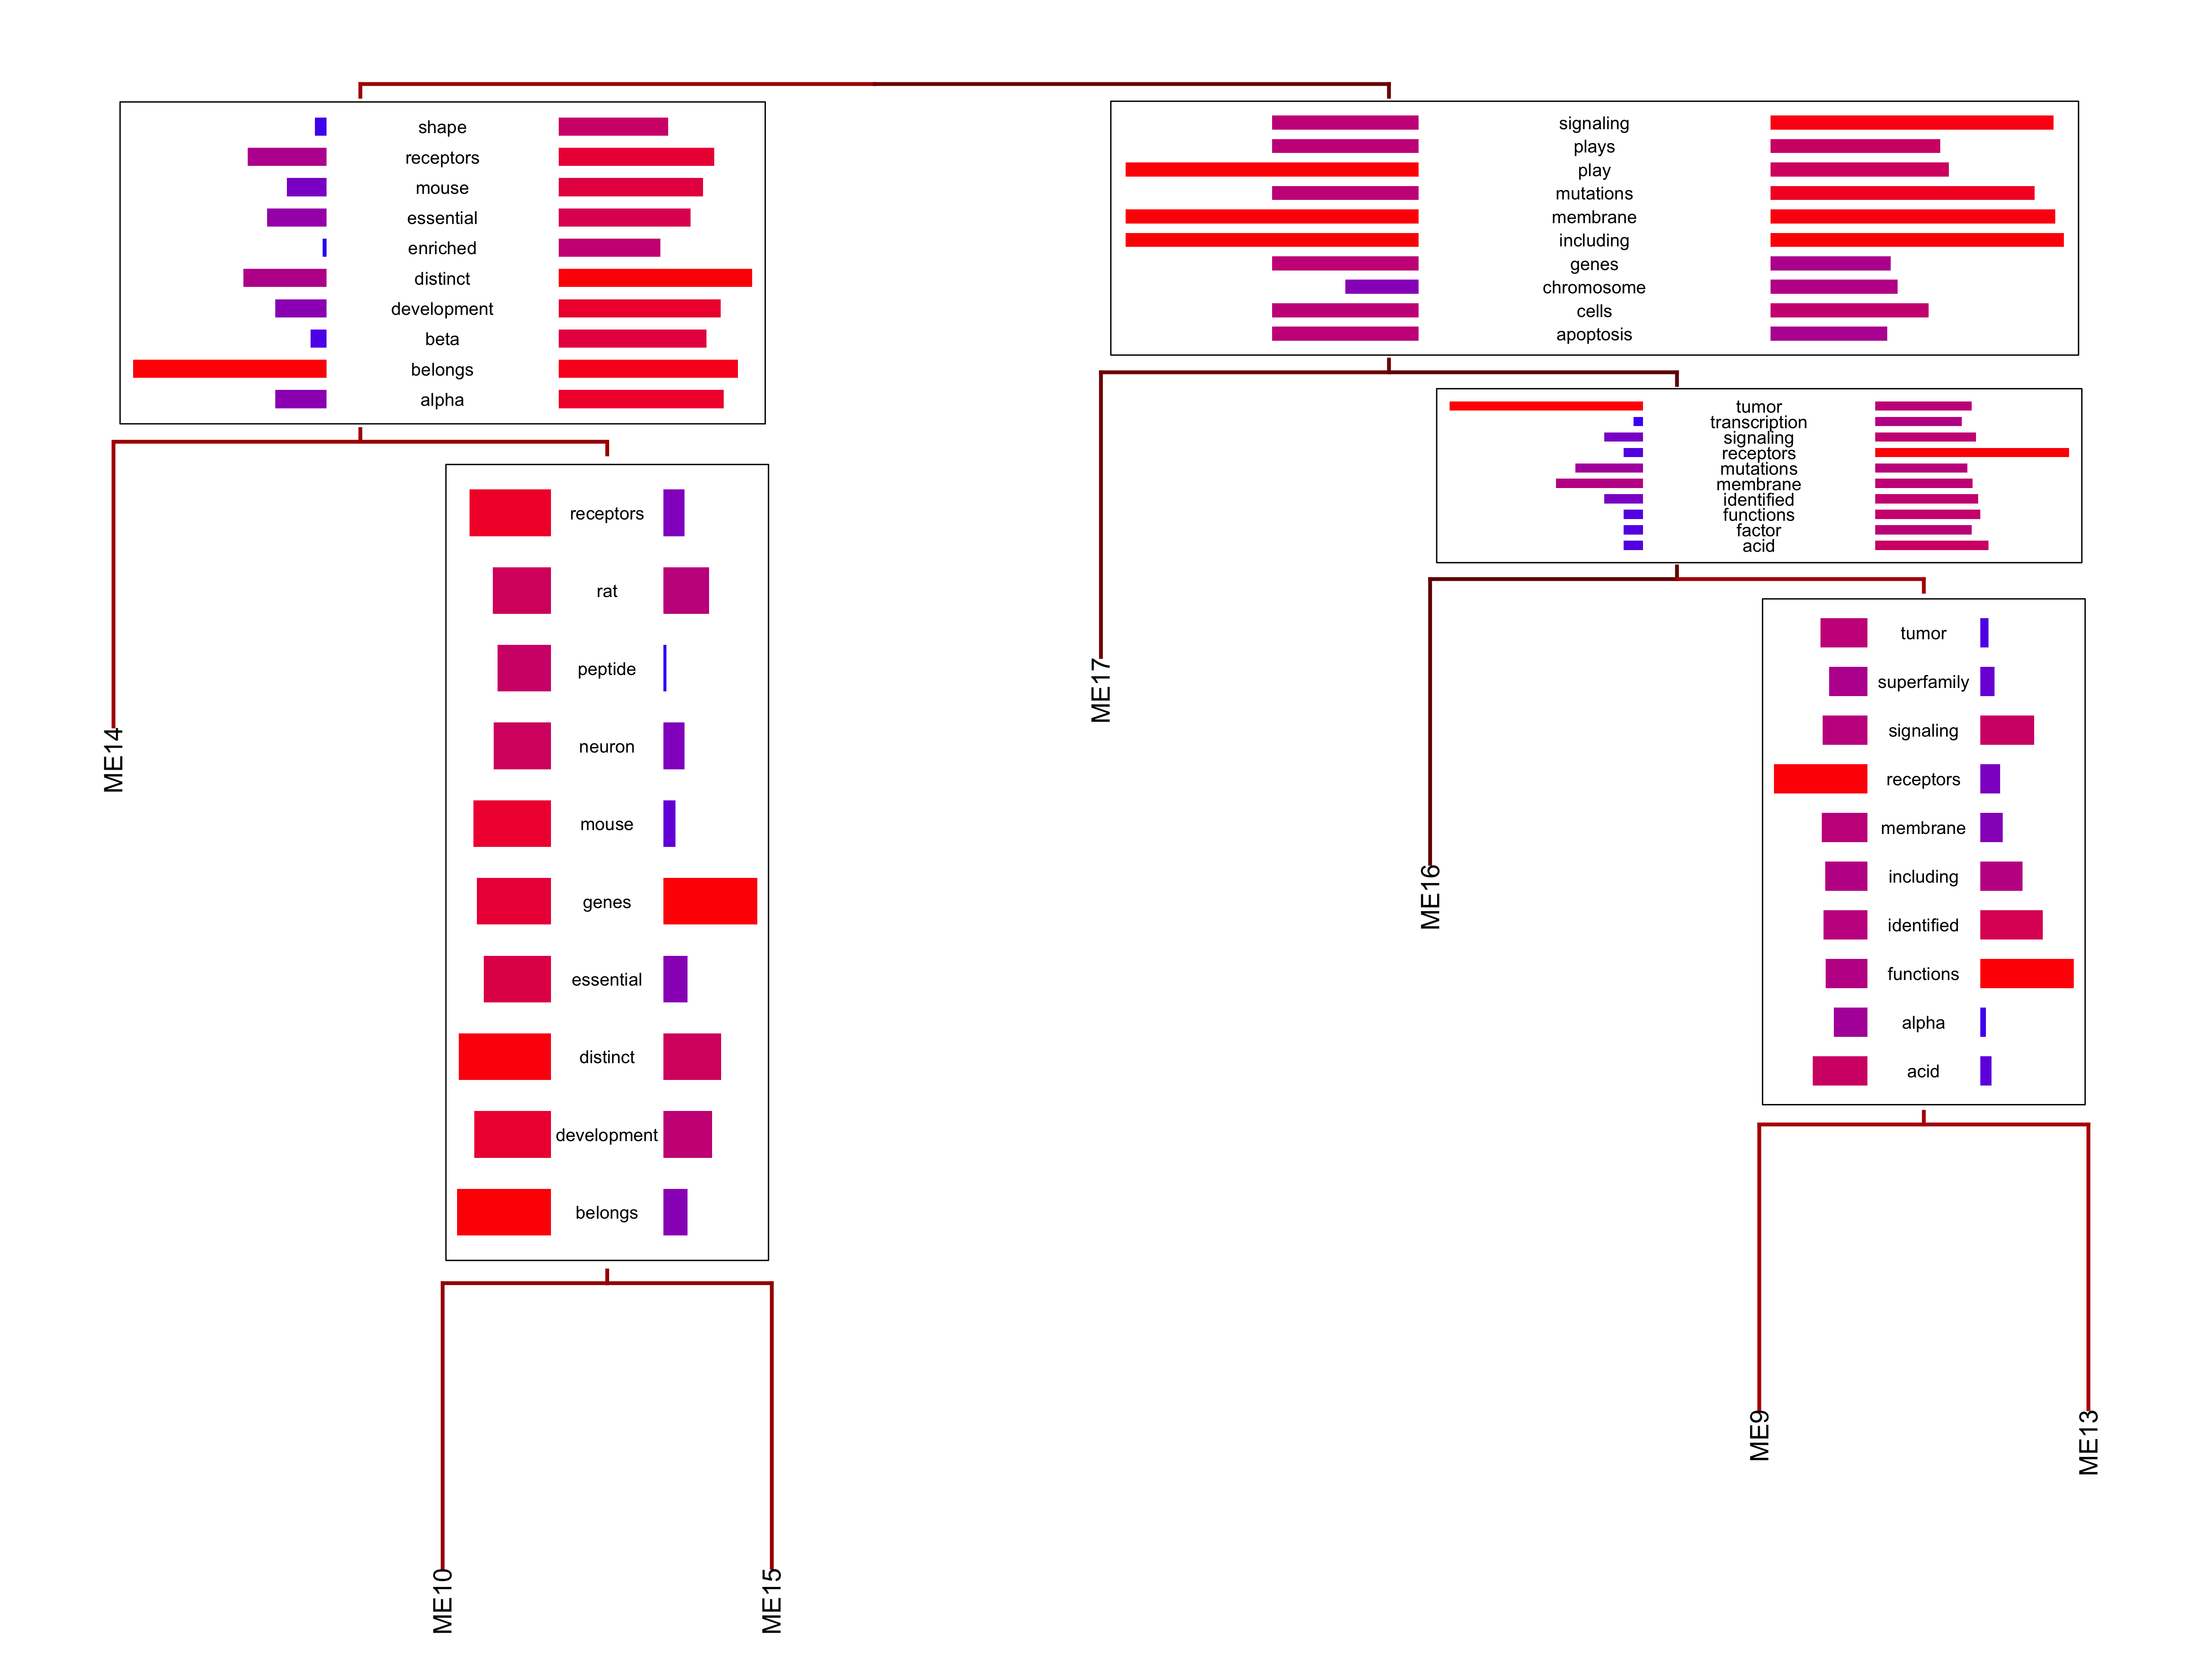 shape
receptors
mouse
essential
enriched
distinct
development
beta
belongs
alpha
signaling
plays
play
mutations
membrane
including
genes
chromosome
cells
apoptosis
tumor
transcription
signaling
receptors
mutations
membrane
identified
functions
factor
acid
receptors
rat
peptide
neuron
mouse
genes
essential
distinct
development
belongs
tumor
superfamily
signaling
receptors
membrane
including
identified
functions
alpha
acid
ME14
ME17
ME16
ME9
ME13
ME10
ME15